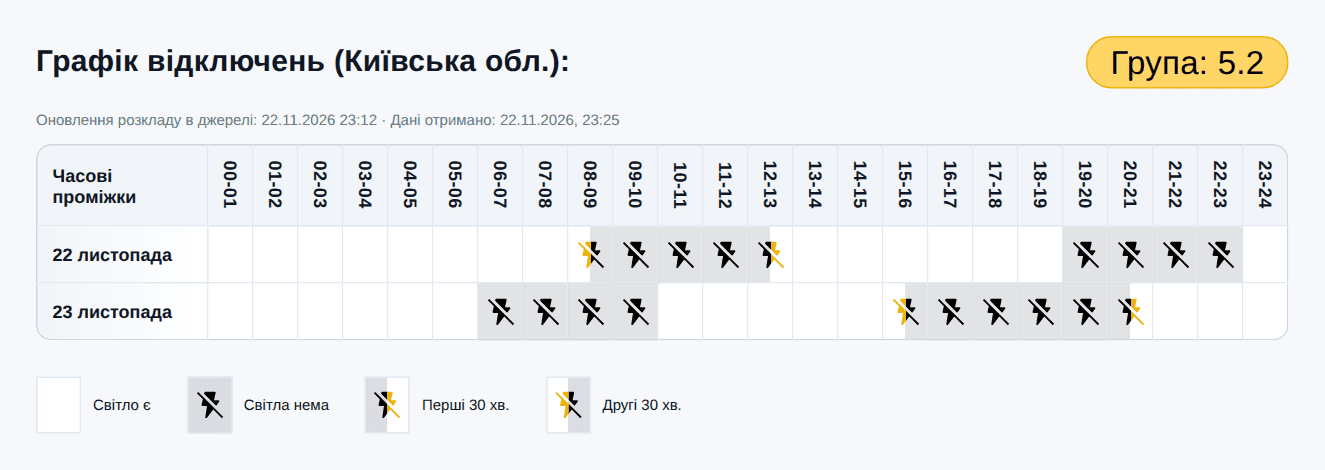 Графік відключень (Київська обл.):
Група: 5.2
Оновлення розкладу в джерелі: 22.11.2026 23:12 · Дані отримано: 22.11.2026, 23:25
Часові
проміжки
00-01
01-02
02-03
03-04
04-05
05-06
06-07
07-08
08-09
09-10
10-11
11-12
12-13
13-14
14-15
15-16
16-17
17-18
18-19
19-20
20-21
21-22
22-23
23-24
22 листопада
23 листопада
Світло є
Світла нема
Перші 30 хв.
Другі 30 хв.